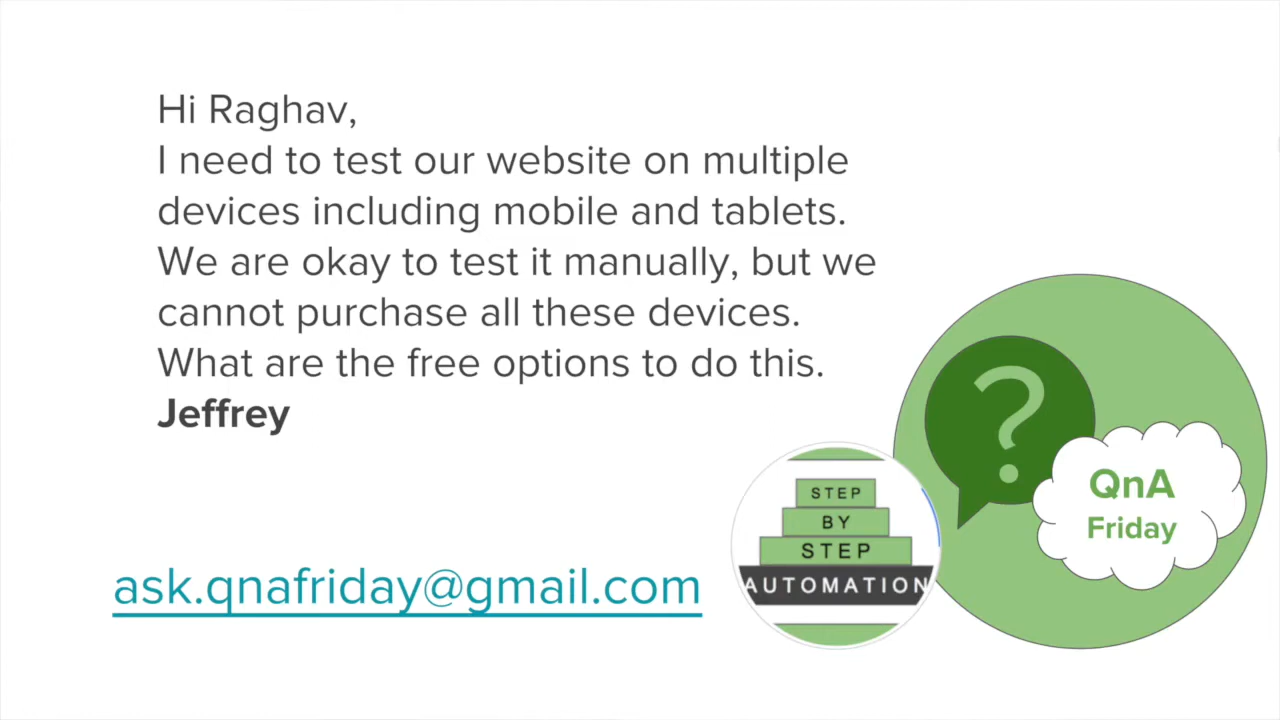 Hi Raghav,
I need to test our website on multiple
devices including mobile and tablets.
We are okay to test it manually, but we
cannot purchase all these devices.
What are the free options to do this.
Jeffrey
?
QnA
Friday
STEP
BY
STEP
AUTOMATION
ask.qnafriday@gmail.com